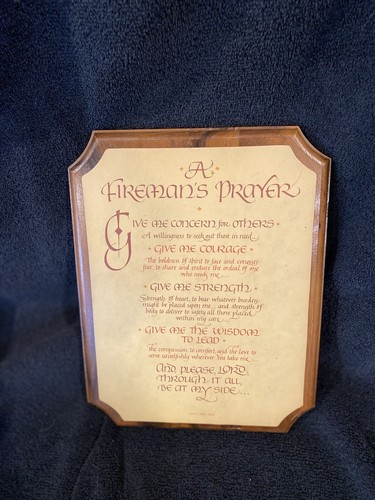 A
FIREMAN'S PRAYER
GIVE ME CONCERN for OTHERS
A willingness to seek out those in need
GIVE ME COURAGE
The boldness of spirit to face and conquer
fear, to share and endure the ordeal of one
who needs me....
GIVE ME STRENGTH
Strength of heart, to bear whatever burdens
might be placed upon me... and strength of
body to deliver to safety all those placed
within my care...
GIVE ME THE WISDOM
TO LEAD
The compassion to comfort, and the love to
serve unselfishly wherever You take me...
AND, PLEASE, LORD,
THROUGH IT ALL,
BE AT MY SIDE...